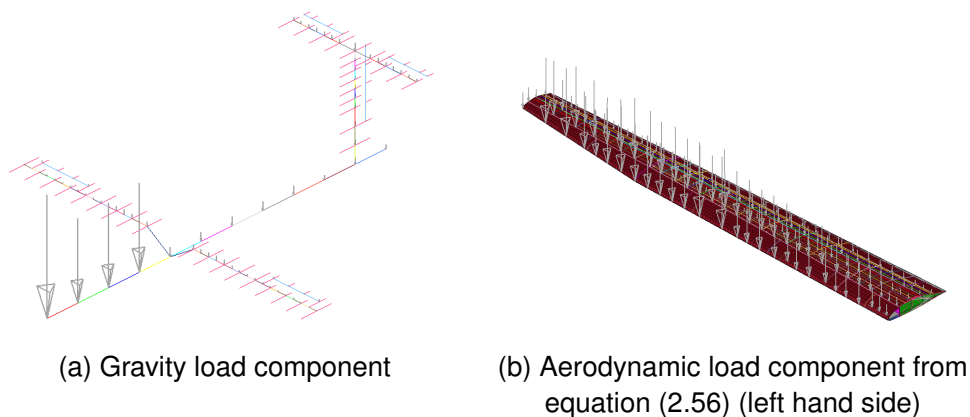 (a) Gravity load component
(b) Aerodynamic load component from
equation (2.56) (left hand side)